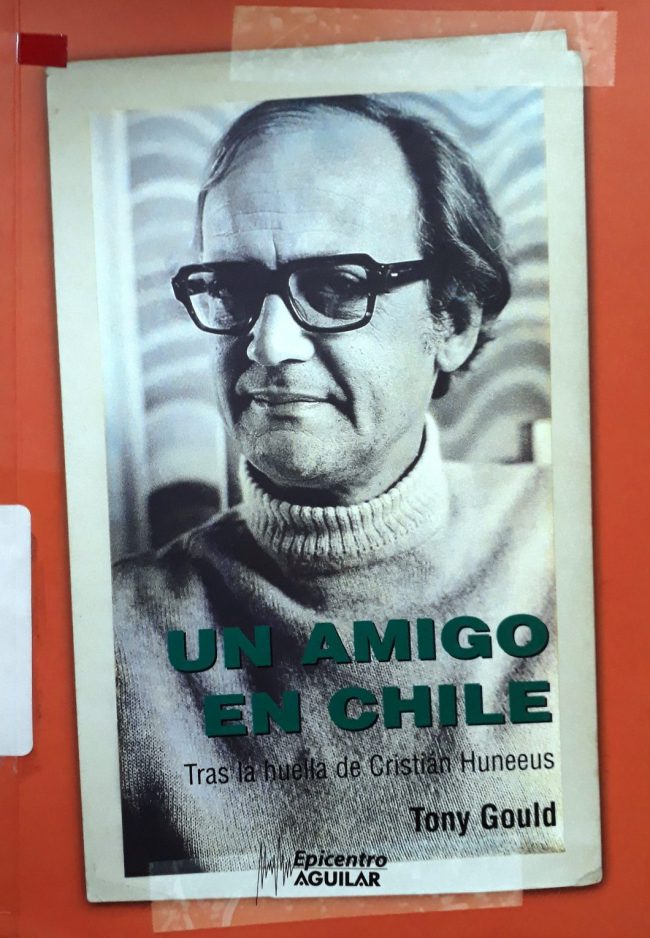 UN AMIGO
EN CHILE
Tras la huella de Cristián Huneeus
Tony Gould
Epicentro
AGUILAR